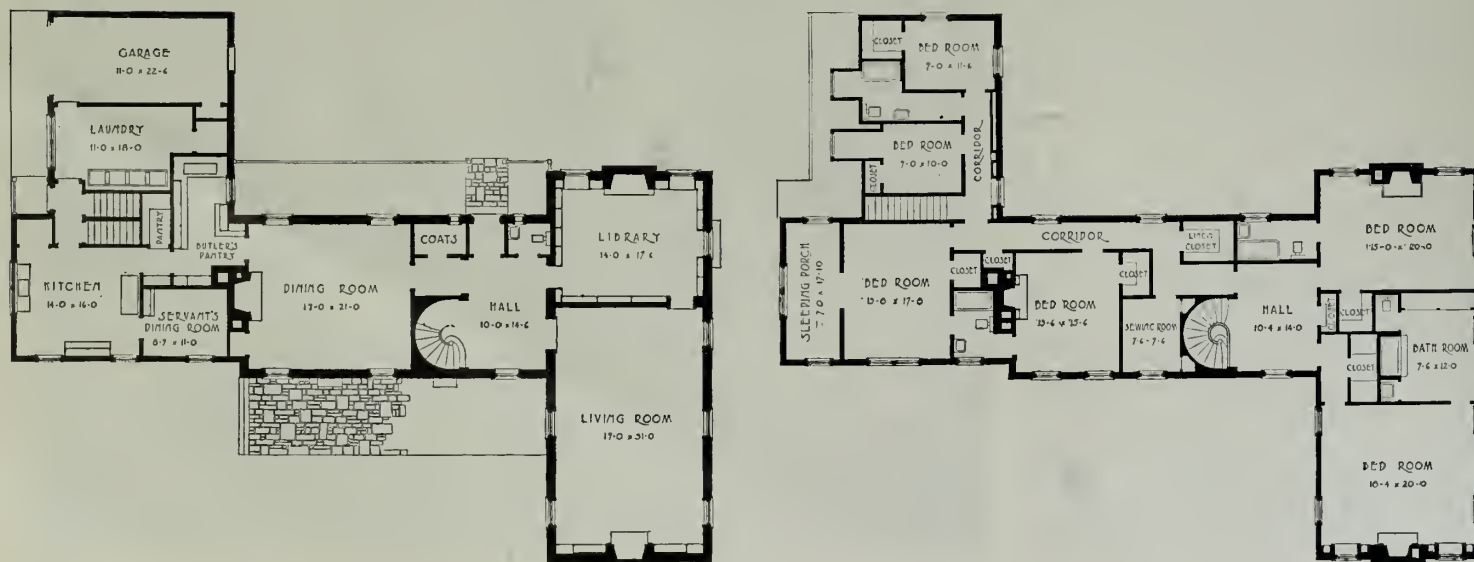 GARAGE
11-0 x 22-6
LAUNDRY
11-0 x 18-0
PANTRY
BUTLER'S
PANTRY
KITCHEN
14-0 x 16-0
SERVANT'S
DINING ROOM
8-7 x 11-0
DINING ROOM
17-0 x 21-0
COATS
HALL
10-0 x 14-6
LIBRARY
14-0 x 17-6
LIVING ROOM
17-0 x 31-0
CLOSET
BED ROOM
7-0 x 11-6
BED ROOM
7-0 x 10-0
CLOSET
CORRIDOR
SLEEPING PORCH
BED ROOM
CLOSET
CLOSET
CORRIDOR
BED ROOM
CLOSET
SEWING ROOM
7-6 - 7-6
LINEN
CLOSET
HALL
10-4 x 14-0
BED ROOM
CLOSET
CLOSET
CLOSET
BATH ROOM
7-6 x 12-0
BED ROOM
16-4 x 20-0